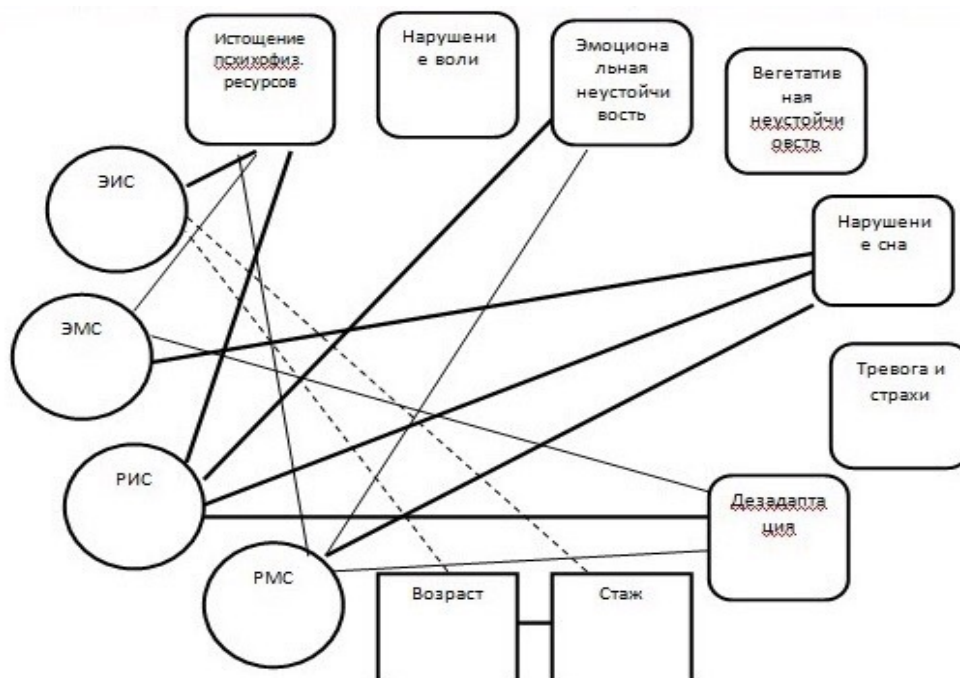 Истощение
псхихофиз.
ресурсов
Нарушени
е воли
Эмоциона
льная
неустойчи
вость
Вегетатив
ная
неустойчи
овсть
ЭИС
Нарушени
е сна
ЭМС
Тревога и
страхи
РИС
Дезадапта
ция
РМС
Возраст
Стаж